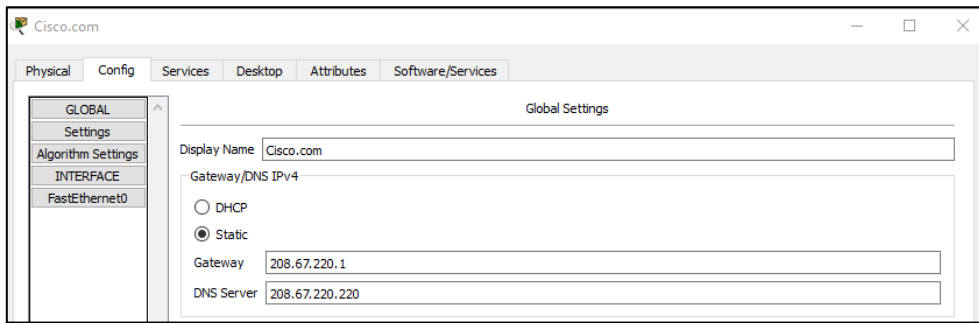 Cisco.com
Physical Config Services Desktop Attributes Software/Services
GLOBAL
Settings
Algorithm Settings
INTERFACE
FastEthernet0
Global Settings
Display Name Cisco.com
Gateway/DNS IPv4
DHCP
Static
Gateway 208.67.220.1
DNS Server 208.67.220.220